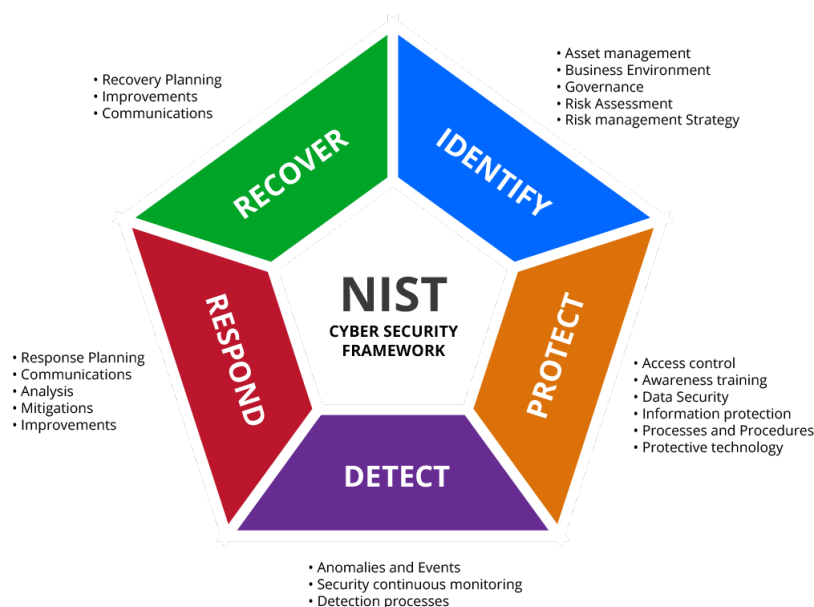 NIST
CYBER SECURITY
FRAMEWORK
IDENTIFY
• Asset management
• Business Environment
• Governance
• Risk Assessment
• Risk management Strategy
PROTECT
• Access control
• Awareness training
• Data Security
• Information protection
• Processes and Procedures
• Protective technology
DETECT
• Anomalies and Events
• Security continuous monitoring
• Detection processes
RESPOND
• Response Planning
• Communications
• Analysis
• Mitigations
• Improvements
RECOVER
• Recovery Planning
• Improvements
• Communications